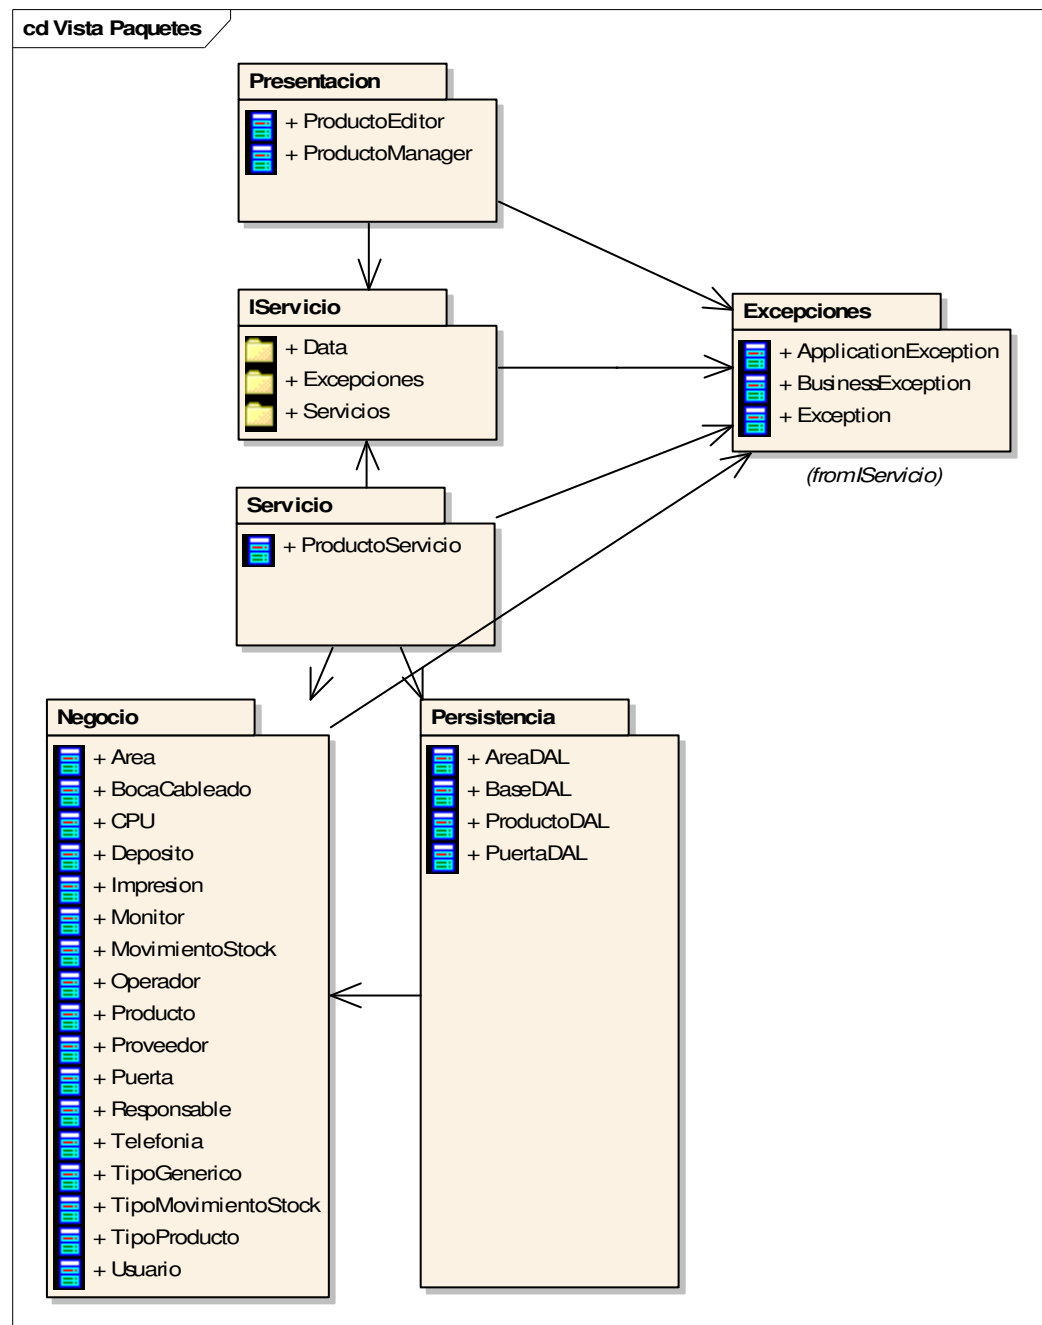 cd Vista Paquetes
Presentacion
+ ProductoEditor
+ ProductoManager
IServicio
+ Data
+ Excepciones
+ Servicios
Excepciones
+ ApplicationException
+ BusinessException
+ Exception
(from IServicio)
Servicio
+ ProductoServicio
Negocio
+ Area
+ BocaCableado
+ CPU
+ Deposito
+ Impresion
+ Monitor
+ MovimientoStock
+ Operador
+ Producto
+ Proveedor
+ Puerta
+ Responsable
+ Telefonia
+ TipoGenerico
+ TipoMovimientoStock
+ TipoProducto
+ Usuario
Persistencia
+ AreaDAL
+ BaseDAL
+ ProductoDAL
+ PuertaDAL